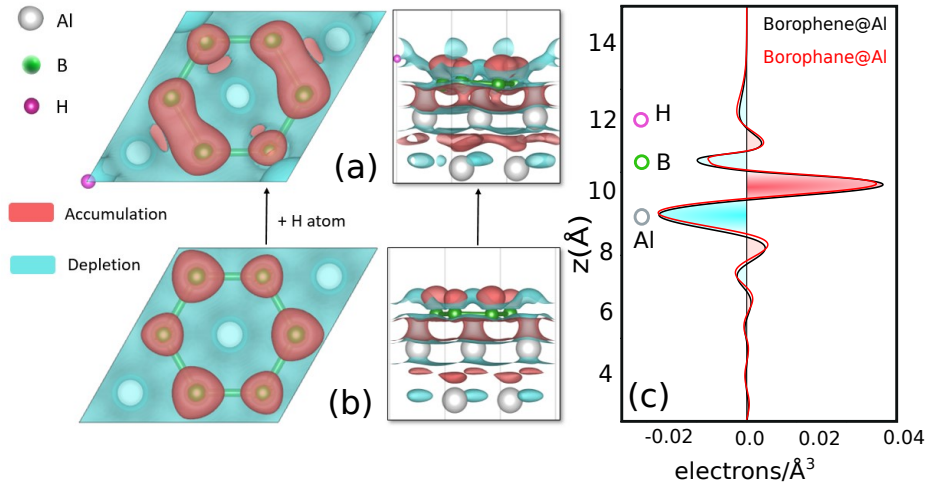 Al
B
H
(a)
Accumulation
+ H atom
Depletion
(b)
Borophene@Al
Borophane@Al
14
12
10
8
6
4
z(Å)
H
B
Al
(c)
-0.02
0.0
0.02
0.04
electrons/Å³